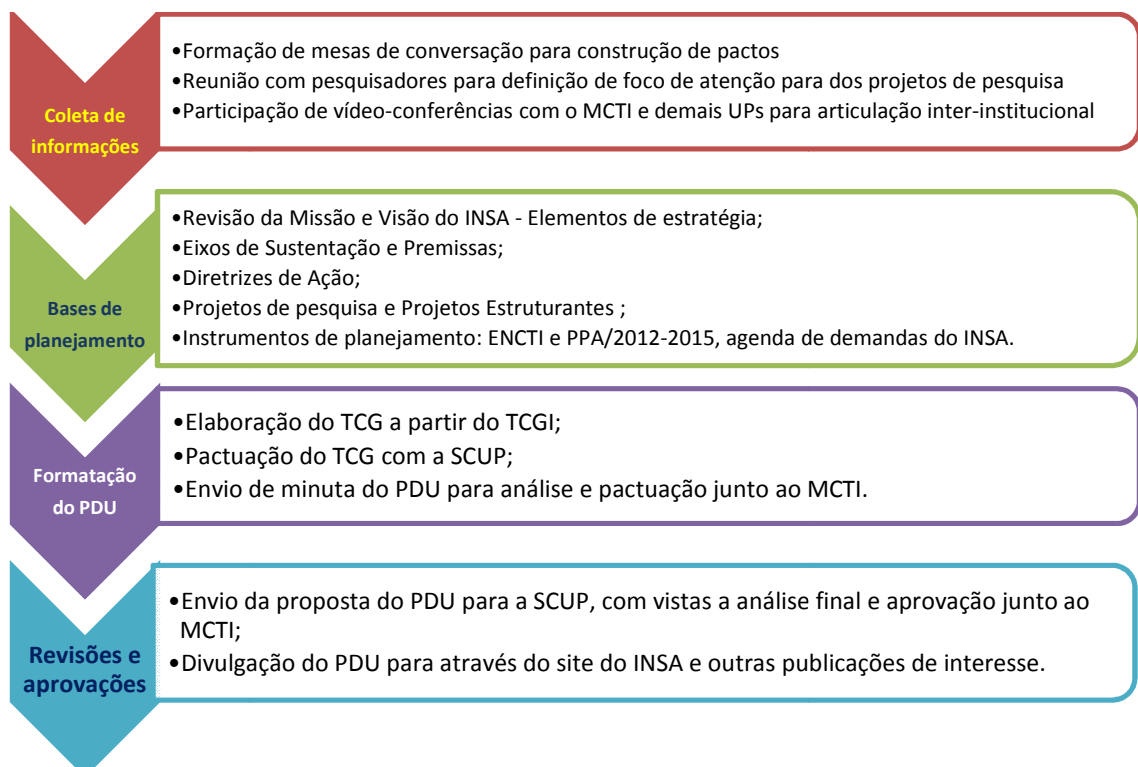 Coleta de
informações
•Formação de mesas de conversação para construção de pactos
•Reunião com pesquisadores para definição de foco de atenção para dos projetos de pesquisa
•Participação de vídeo-conferências com o MCTI e demais UPs para articulação inter-institucional
Bases de
planejamento
•Revisão da Missão e Visão do INSA - Elementos de estratégia;
•Eixos de Sustentação e Premissas;
•Diretrizes de Ação;
•Projetos de pesquisa e Projetos Estruturantes ;
•Instrumentos de planejamento: ENCTI e PPA/2012-2015, agenda de demandas do INSA.
Formatação
do PDU
•Elaboração do TCG a partir do TCGI;
•Pactuação do TCG com a SCUP;
•Envio de minuta do PDU para análise e pactuação junto ao MCTI.
Revisões e
aprovações
•Envio da proposta do PDU para a SCUP, com vistas a análise final e aprovação junto ao
MCTI;
•Divulgação do PDU para através do site do INSA e outras publicações de interesse.